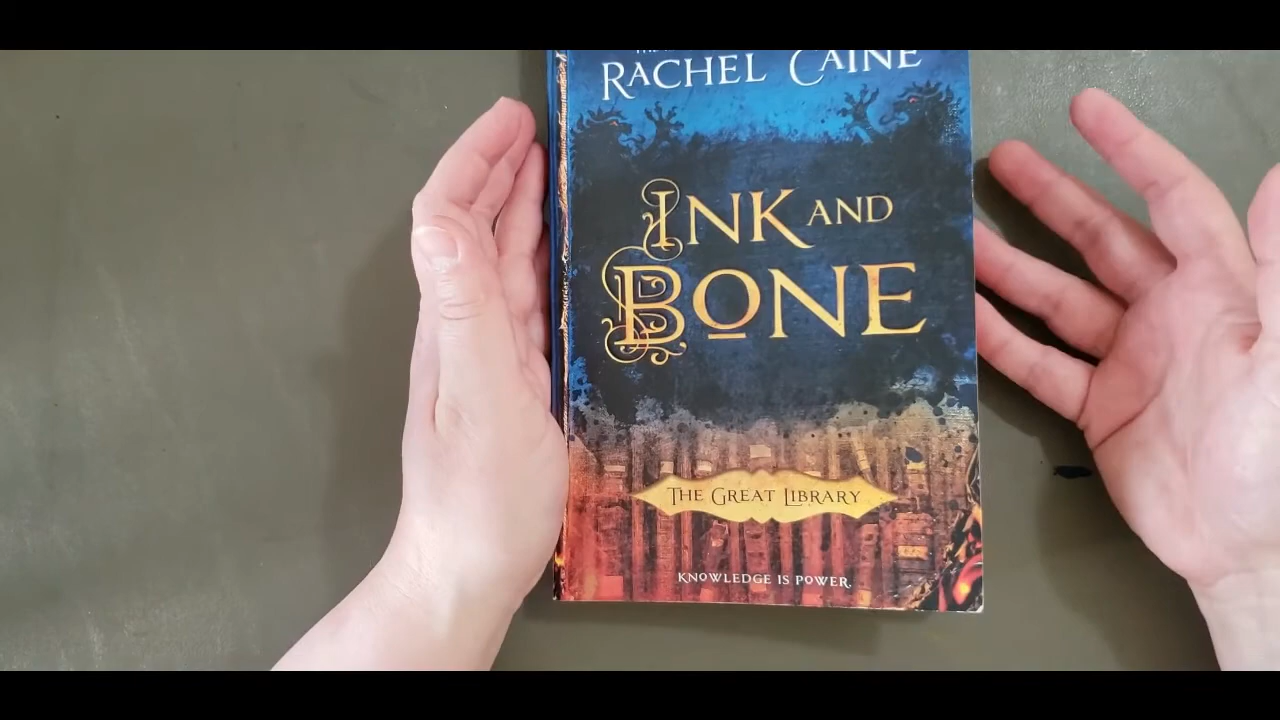 RACHEL CAINE
INK AND
BONE
THE GREAT LIBRARY
KNOWLEDGE IS POWER.